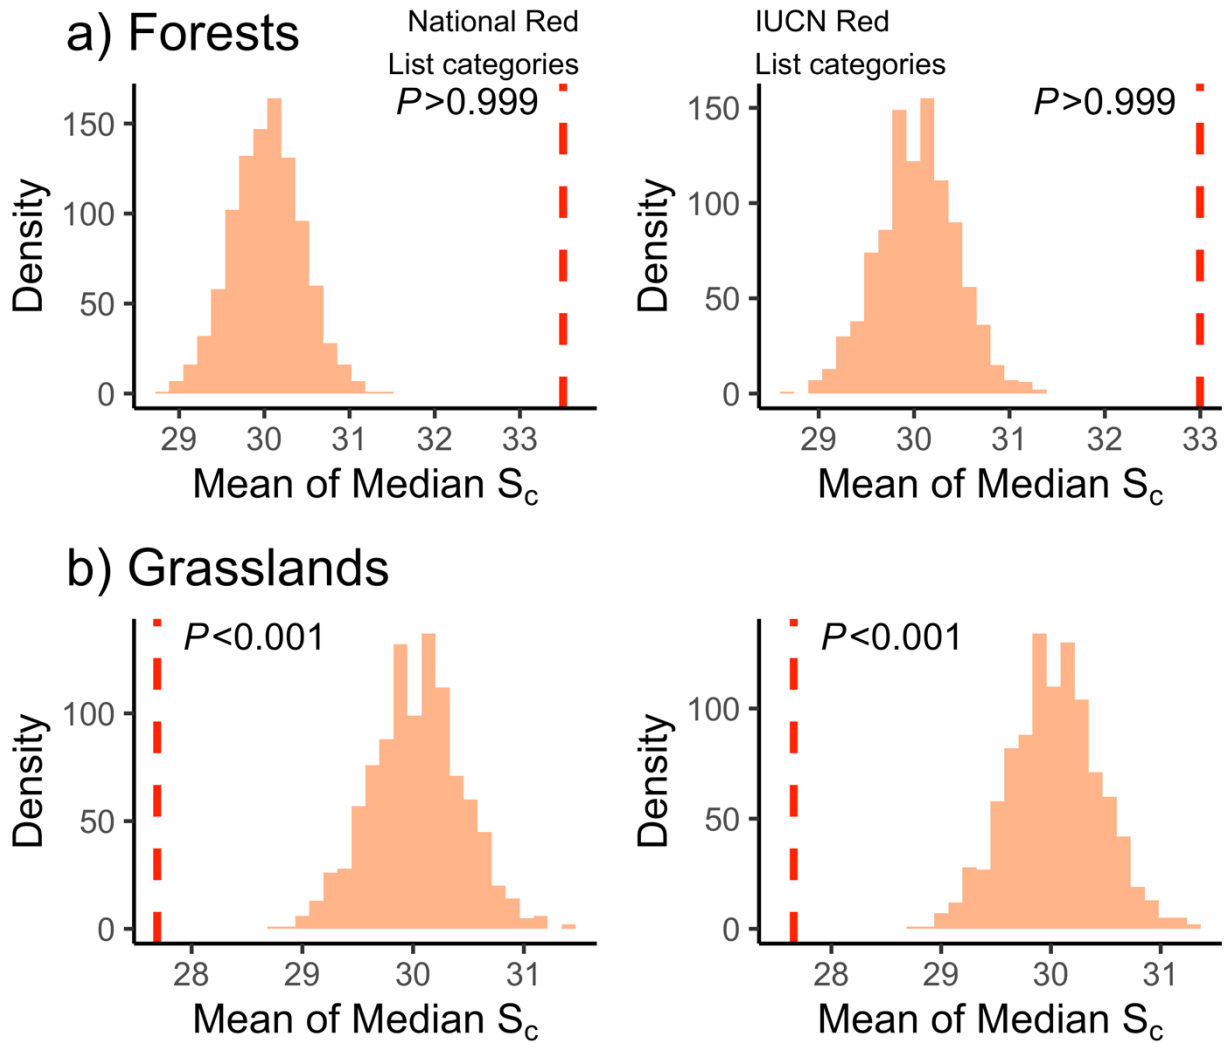 a) Forests
National Red
List categories
IUCN Red
List categories
P>0.999
Density
150
100
50
0
29 30 31 32 33
Mean of Median Sc
P>0.999
Density
150
100
50
0
29 30 31 32 33
Mean of Median Sc
b) Grasslands
P<0.001
Density
100
50
0
28 29 30 31
Mean of Median Sc
P<0.001
Density
100
50
0
28 29 30 31
Mean of Median Sc